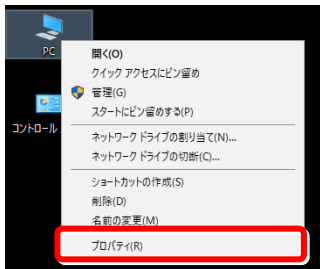 PC
コントロール
開く(O)
クイック アクセスにピン留め
管理(G)
スタートにピン留めする(P)
ネットワーク ドライブの割り当て(N)...
ネットワーク ドライブの切断(C)...
ショートカットの作成(S)
削除(D)
名前の変更(M)
プロパティ(R)